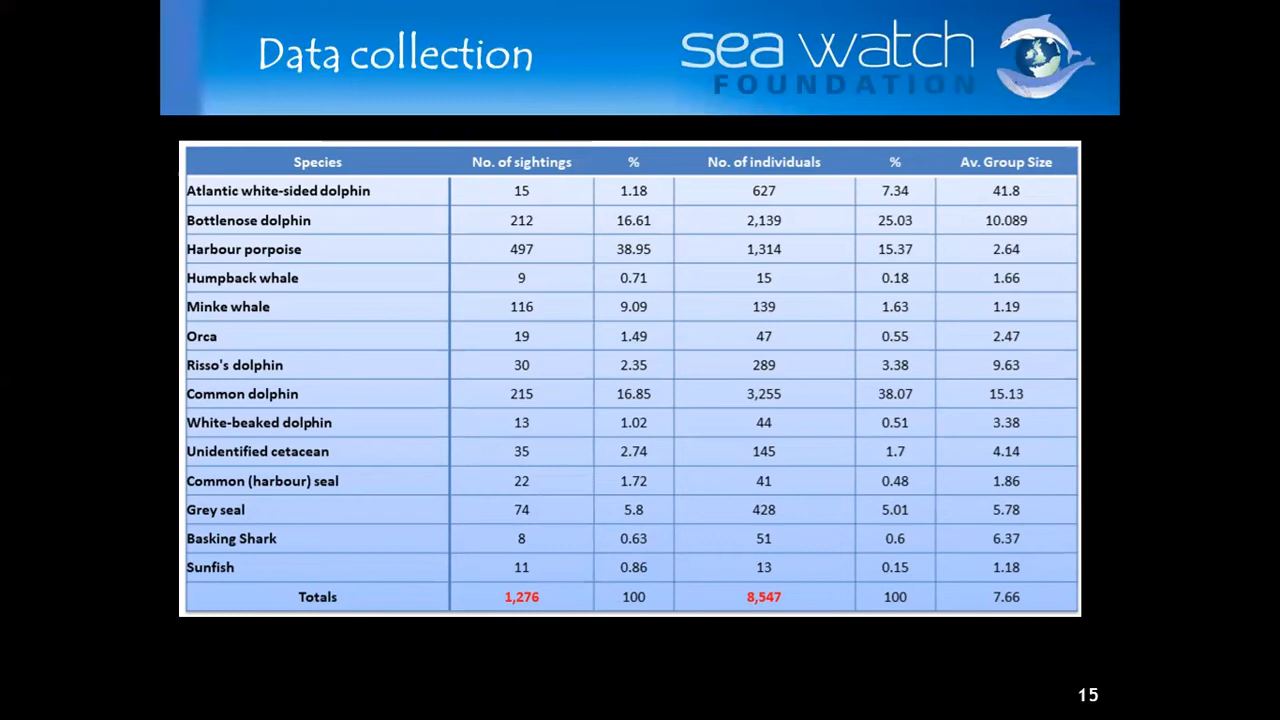 Data collection
sea watch
FOUNDATION
Species No. of sightings % No. of individuals % Av. Group Size
Atlantic white-sided dolphin 15 1.18 627 7.34 41.8
Bottlenose dolphin 212 16.61 2,139 25.03 10.089
Harbour porpoise 497 38.95 1,314 15.37 2.64
Humpback whale 9 0.71 15 0.18 1.66
Minke whale 116 9.09 139 1.63 1.19
Orca 19 1.49 47 0.55 2.47
Risso's dolphin 30 2.35 289 3.38 9.63
Common dolphin 215 16.85 3,255 38.07 15.13
White-beaked dolphin 13 1.02 44 0.51 3.38
Unidentified cetacean 35 2.74 145 1.7 4.14
Common (harbour) seal 22 1.72 41 0.48 1.86
Grey seal 74 5.8 428 5.01 5.78
Basking Shark 8 0.63 51 0.6 6.37
Sunfish 11 0.86 13 0.15 1.18
Totals 1,276 100 8,547 100 7.66
15